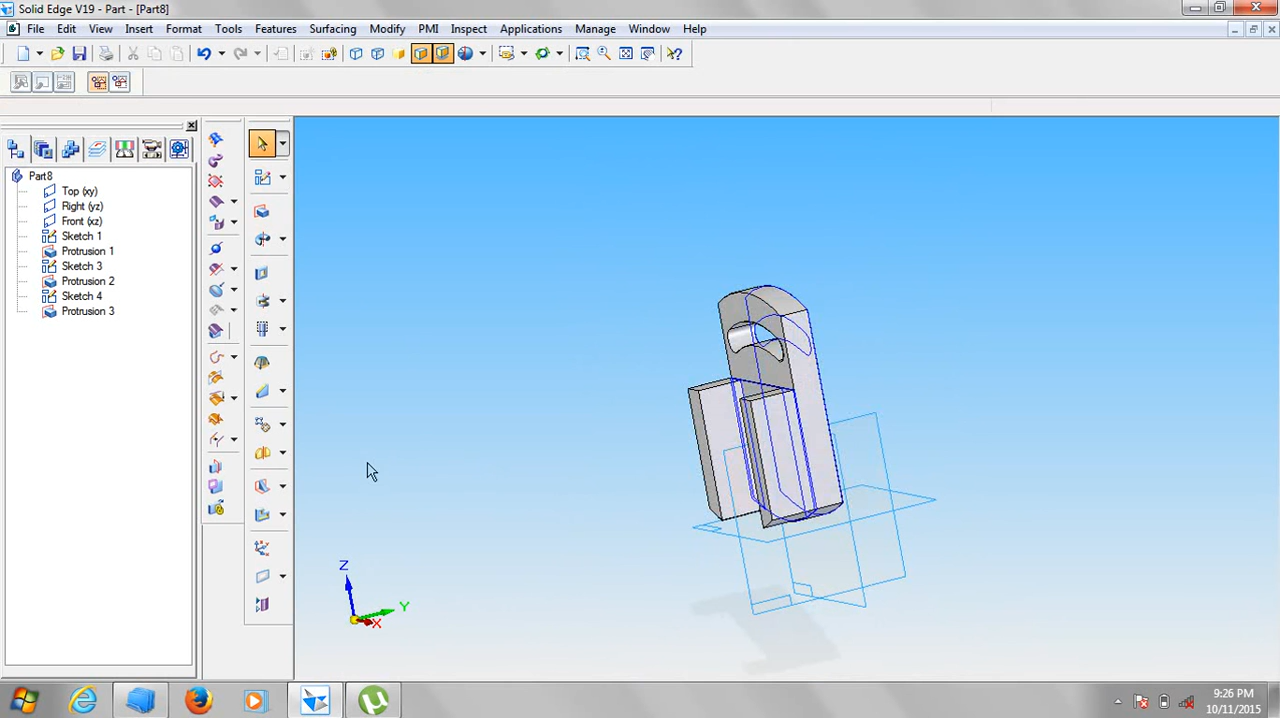 Solid Edge V19 - Part - [Part8]
File Edit View Insert Format Tools Features Surfacing Modify PMI Inspect Applications Manage Window Help
Part8
Top (xy)
Right (yz)
Front (xz)
Sketch 1
Protrusion 1
Sketch 3
Protrusion 2
Sketch 4
Protrusion 3
Z
Y
X
9:26 PM
10/11/2015